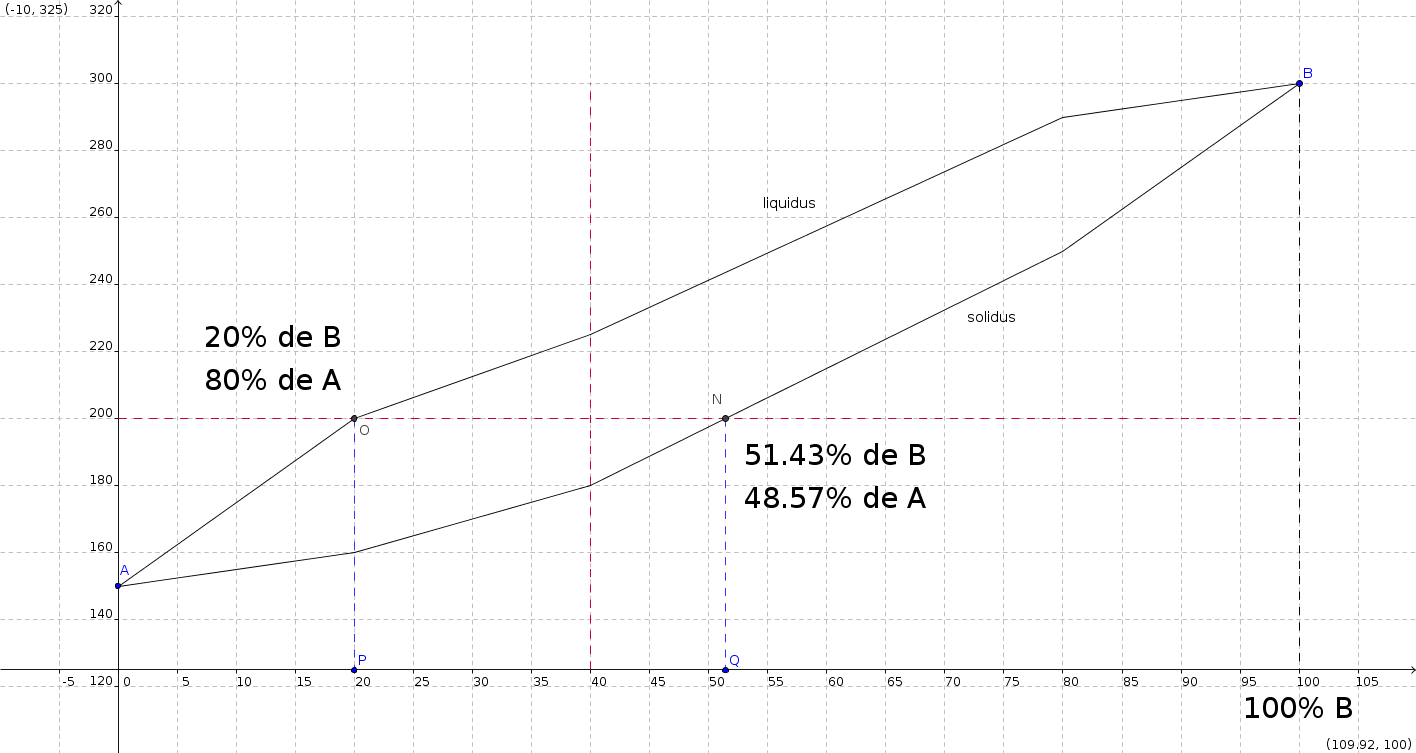 (-10, 325)
320
300
280
260
240
220
200
180
160
140
120
B
liquidus
solidus
20% de B
80% de A
N
O
51.43% de B
48.57% de A
A
P
Q
-5 0 5 10 15 20 25 30 35 40 45 50 55 60 65 70 75 80 85 90 95 100 105
100% B
(109.92, 100)